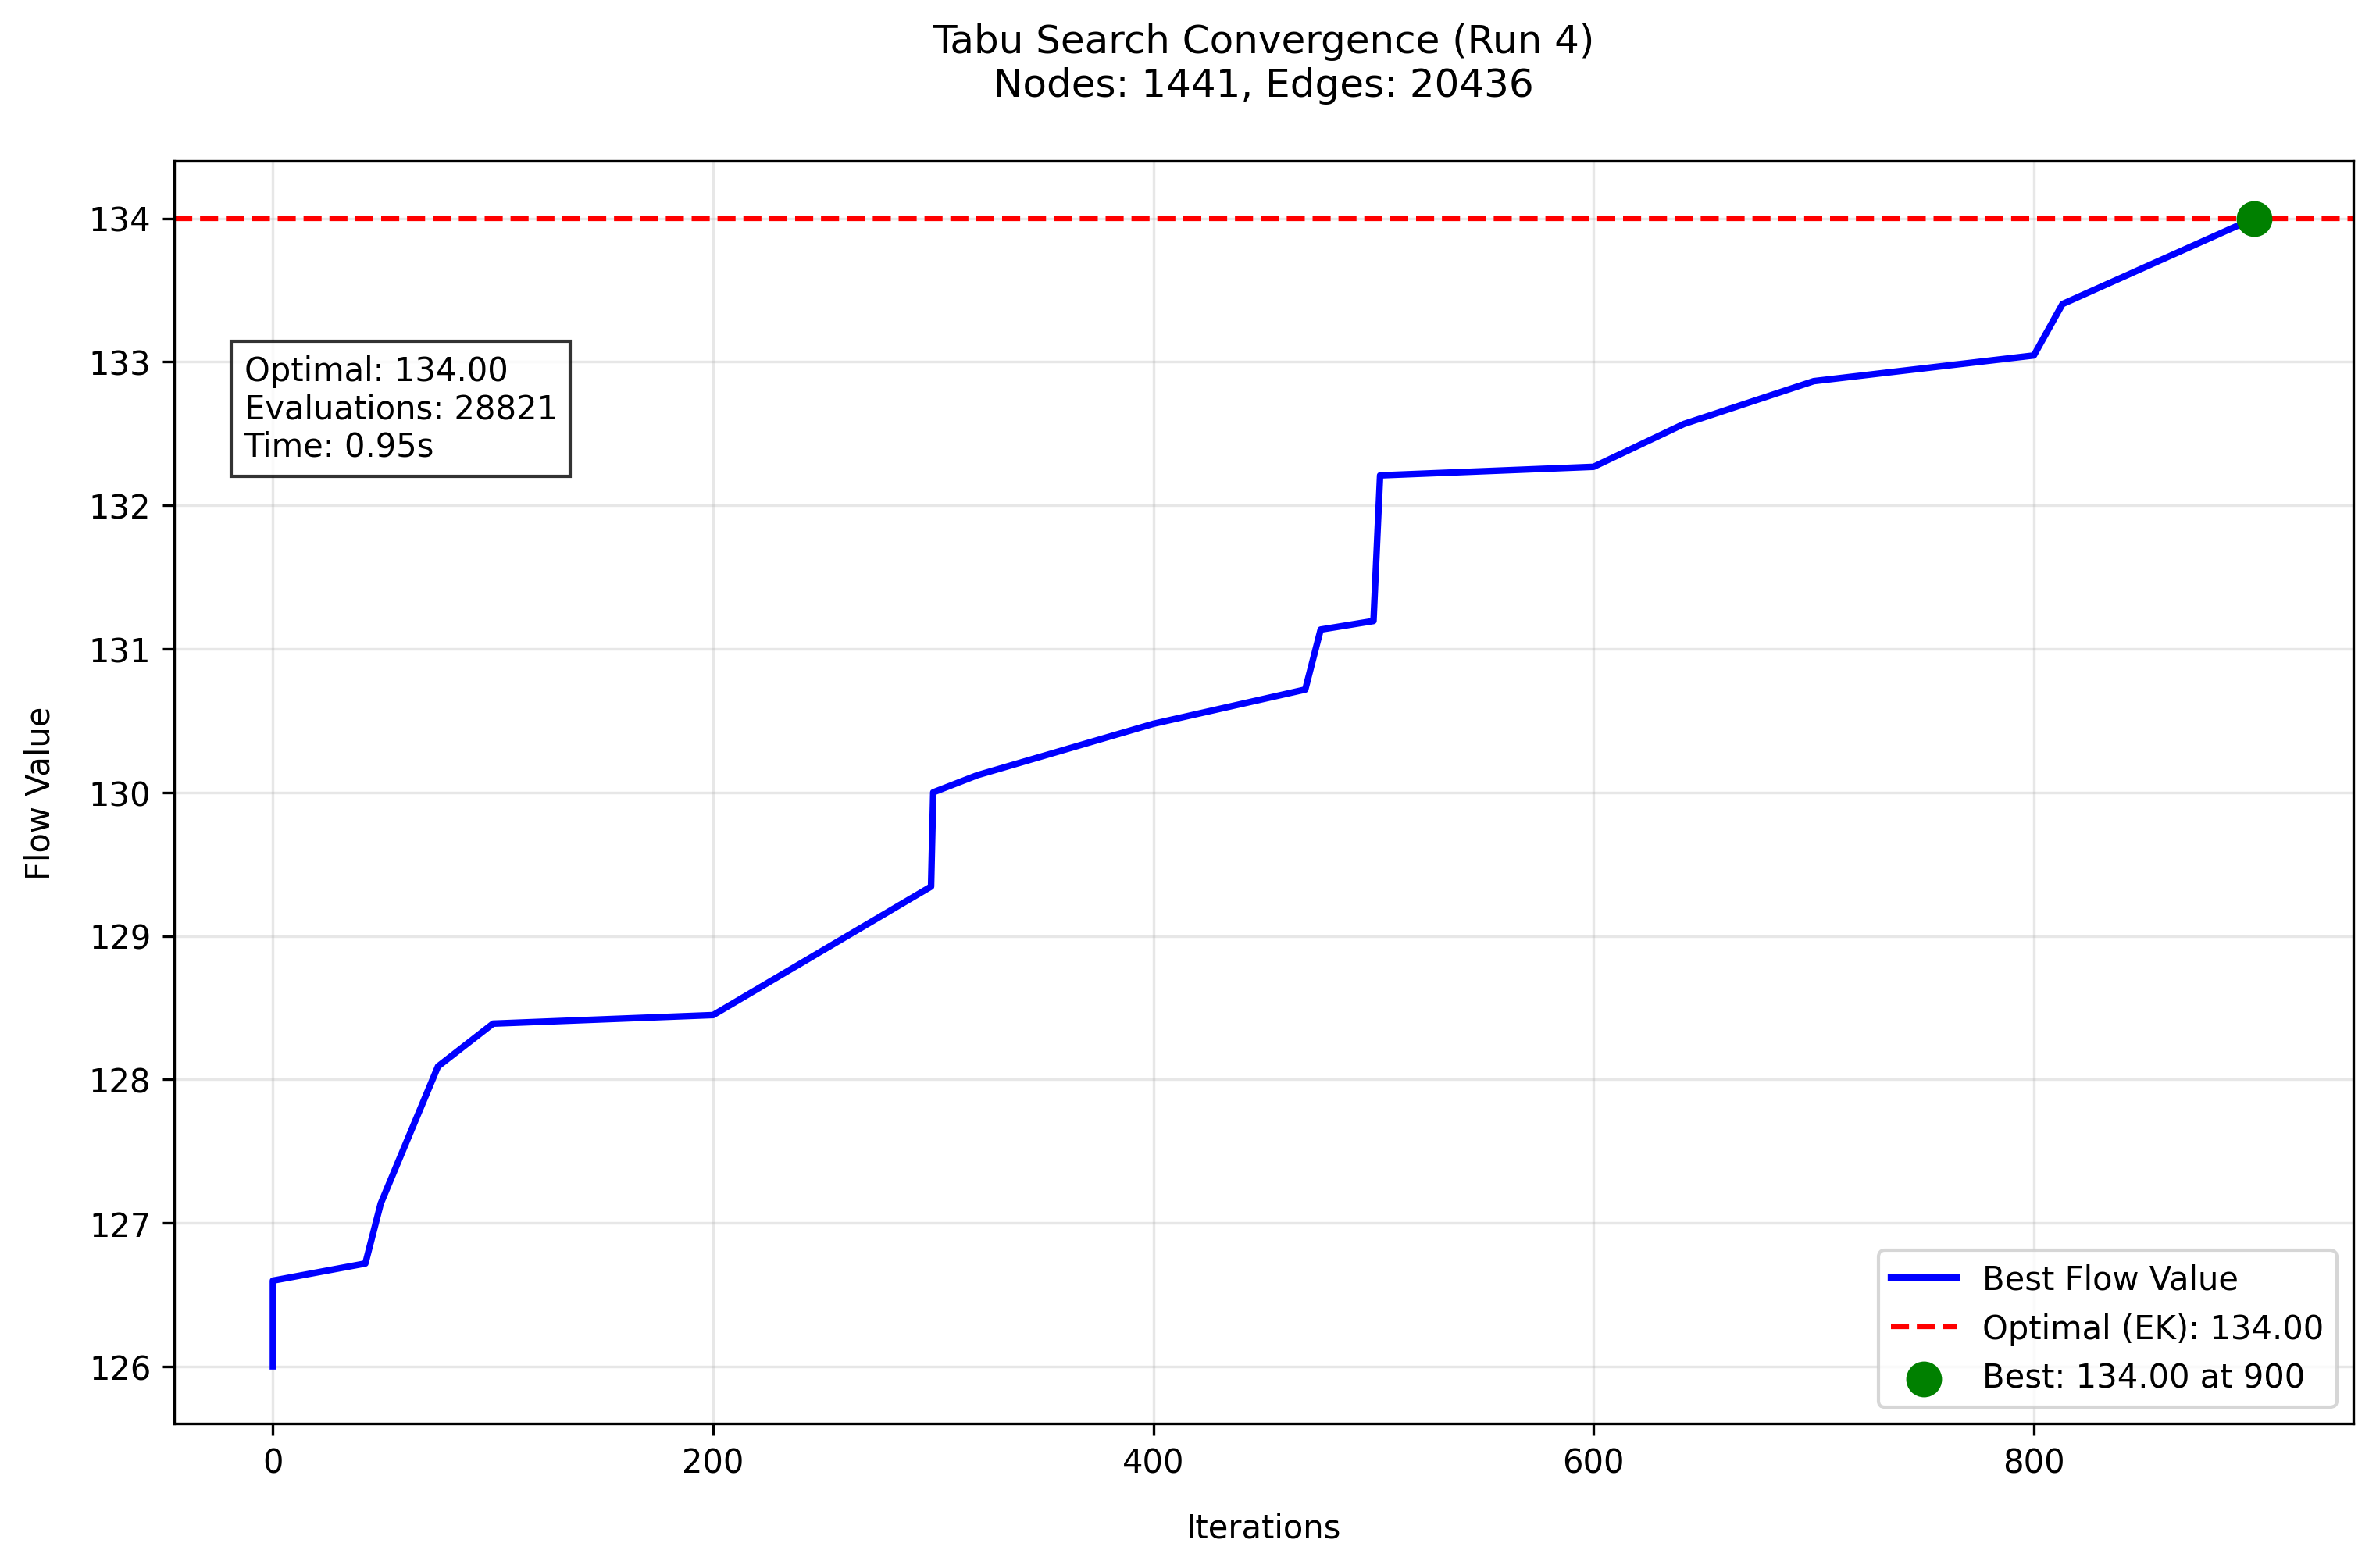 Tabu Search Convergence (Run 4)
Nodes: 1441, Edges: 20436
Flow Value
134
133
132
131
130
129
128
127
126
Optimal: 134.00
Evaluations: 28821
Time: 0.95s
Best Flow Value
Optimal (EK): 134.00
Best: 134.00 at 900
0
200
400
600
800
Iterations